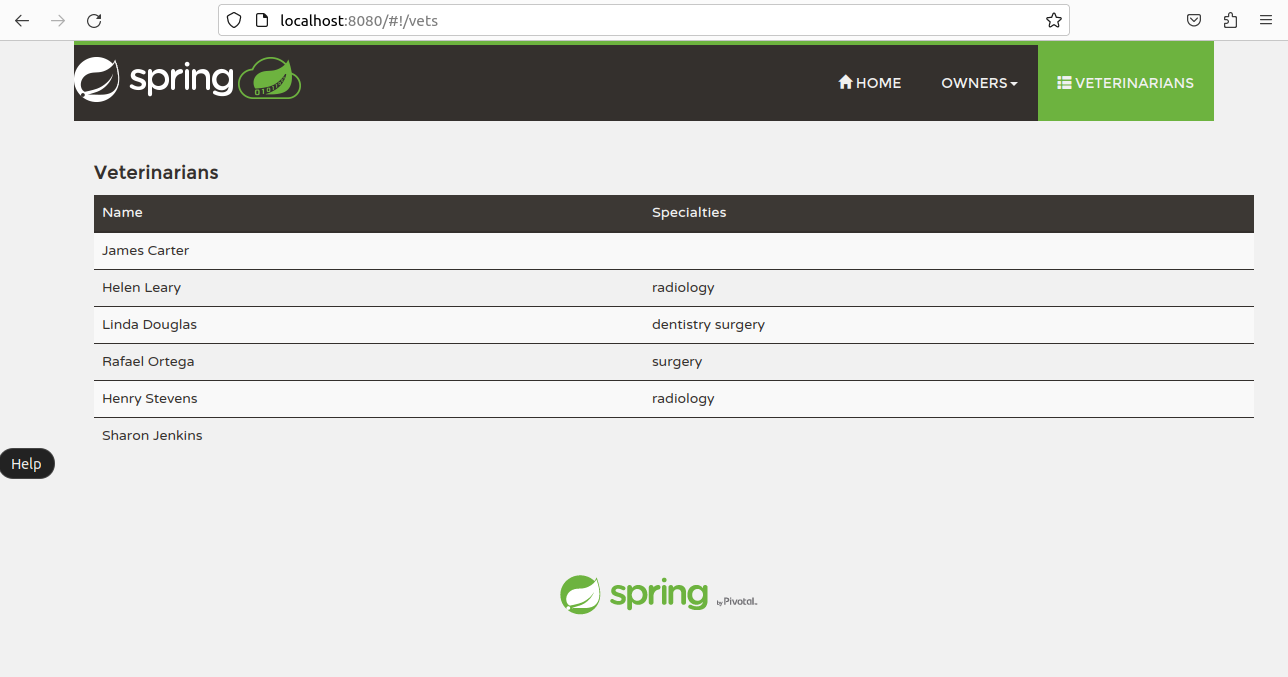 localhost:8080/#!/vets
spring
HOME OWNERS VETERINARIANS
Veterinarians
Name Specialties
James Carter
Helen Leary radiology
Linda Douglas dentistry surgery
Rafael Ortega surgery
Henry Stevens radiology
Sharon Jenkins
Help
spring by Pivotal